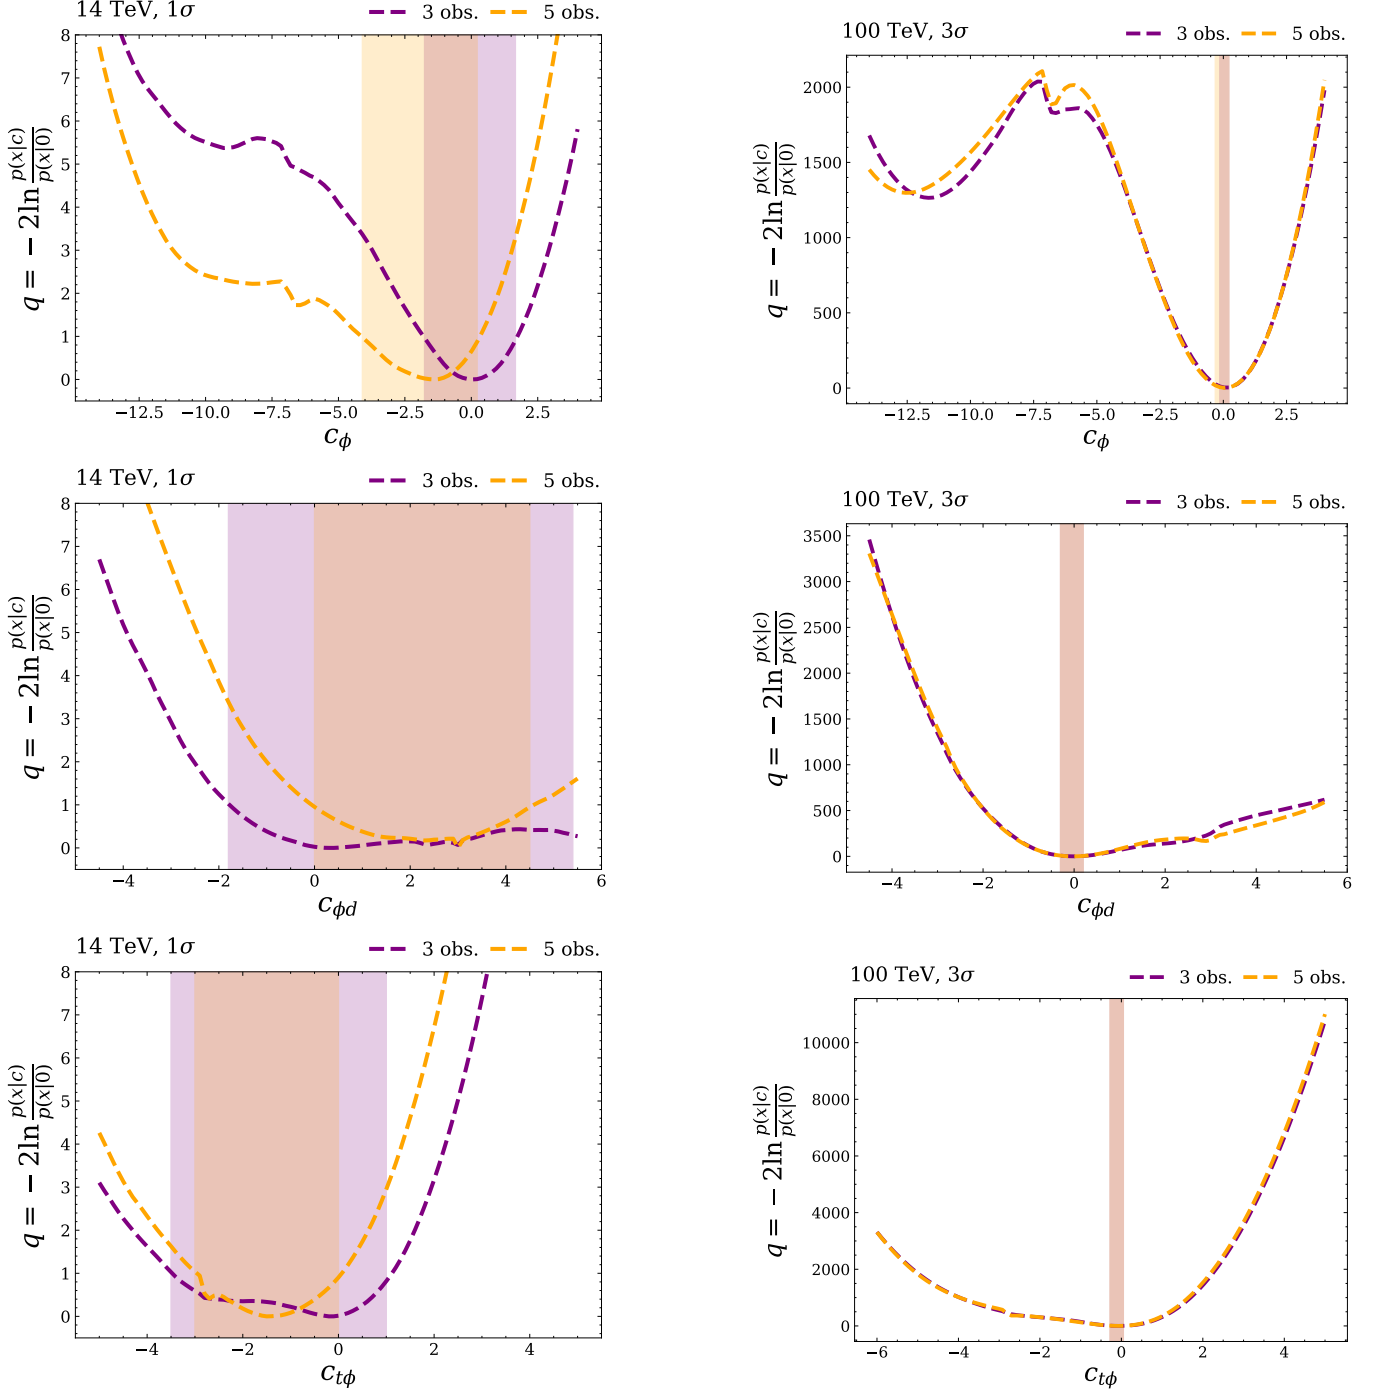 14 TeV, 1σ
3 obs.
5 obs.
8
7
6
5
4
3
2
1
0
−12.5 −10.0 −7.5 −5.0 −2.5 0.0 2.5
q = − 2ln p(x|c)/p(x|0)
c_ϕ
100 TeV, 3σ
3 obs.
5 obs.
2000
1500
1000
500
0
−12.5 −10.0 −7.5 −5.0 −2.5 0.0 2.5
q = − 2ln p(x|c)/p(x|0)
c_ϕ
14 TeV, 1σ
3 obs.
5 obs.
8
7
6
5
4
3
2
1
0
−4 −2 0 2 4 6
q = − 2ln p(x|c)/p(x|0)
c_ϕd
100 TeV, 3σ
3 obs.
5 obs.
3500
3000
2500
2000
1500
1000
500
0
−4 −2 0 2 4 6
q = − 2ln p(x|c)/p(x|0)
c_ϕd
14 TeV, 1σ
3 obs.
5 obs.
8
7
6
5
4
3
2
1
0
−4 −2 0 2 4
q = − 2ln p(x|c)/p(x|0)
c_tϕ
100 TeV, 3σ
3 obs.
5 obs.
10000
8000
6000
4000
2000
0
−6 −4 −2 0 2 4
q = − 2ln p(x|c)/p(x|0)
c_tϕ